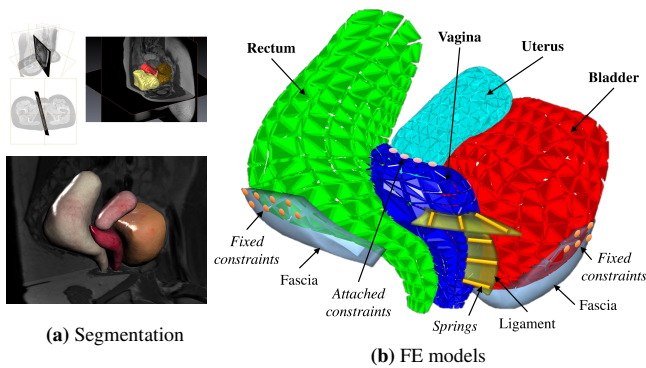 Rectum
Vagina
Uterus
Bladder
Fixed
constraints
Fascia
Attached
constraints
Springs
Ligament
Fixed
constraints
Fascia
(a) Segmentation
(b) FE models